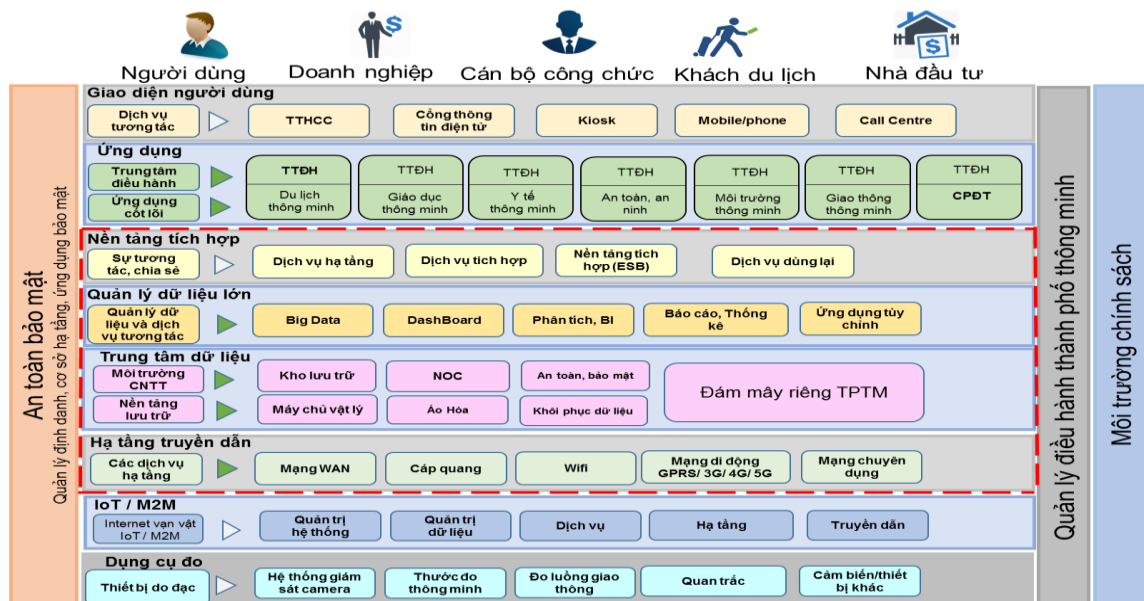 Người dùng
Doanh nghiệp
Cán bộ công chức
Khách du lịch
Nhà đầu tư
An toàn bảo mật
Quản lý định danh, cơ sở hạ tầng, ứng dụng bảo mật
Giao diện người dùng
Dịch vụ
tương tác
TTHCC
Cổng thông
tin điện tử
Kiosk
Mobile/phone
Call Centre
Ứng dụng
Trung tâm
điều hành
Ứng dụng
cốt lõi
TTĐH
Du lịch
thông minh
TTĐH
Giáo dục
thông minh
TTĐH
Y tế
thông minh
TTĐH
An toàn, an
ninh
TTĐH
Môi trường
thông minh
TTĐH
Giao thông
thông minh
TTĐH
CPĐT
Nền tảng tích hợp
Sự tương
tác, chia sẻ
Dịch vụ hạ tầng
Dịch vụ tích hợp
Nền tảng tích
hợp (ESB)
Dịch vụ dùng lại
Quản lý dữ liệu lớn
Quản lý dữ
liệu và dịch
vụ tương tác
Big Data
DashBoard
Phân tích, BI
Báo cáo, Thống
kê
Ứng dụng tùy
chỉnh
Trung tâm dữ liệu
Môi trường
CNTT
Nền tảng
lưu trữ
Kho lưu trữ
NOC
An toàn, bảo mật
Máy chủ vật lý
Ảo Hóa
Khôi phục dữ liệu
Đám mây riêng TPTM
Hạ tầng truyền dẫn
Các dịch vụ
hạ tầng
Mạng WAN
Cáp quang
Wifi
Mạng di động
GPRS/ 3G/ 4G/ 5G
Mạng chuyên
dụng
IoT / M2M
Internet vạn vật
IoT / M2M
Quản trị
hệ thống
Quản trị
dữ liệu
Dịch vụ
Hạ tầng
Truyền dẫn
Dụng cụ đo
Thiết bị do đạc
Hệ thống giám
sát camera
Thước đo
thông minh
Đo luồng giao
thông
Quan trắc
Cảm biến/thiết
bị khác
Quản lý điều hành thành phố thông minh
Môi trường chính sách